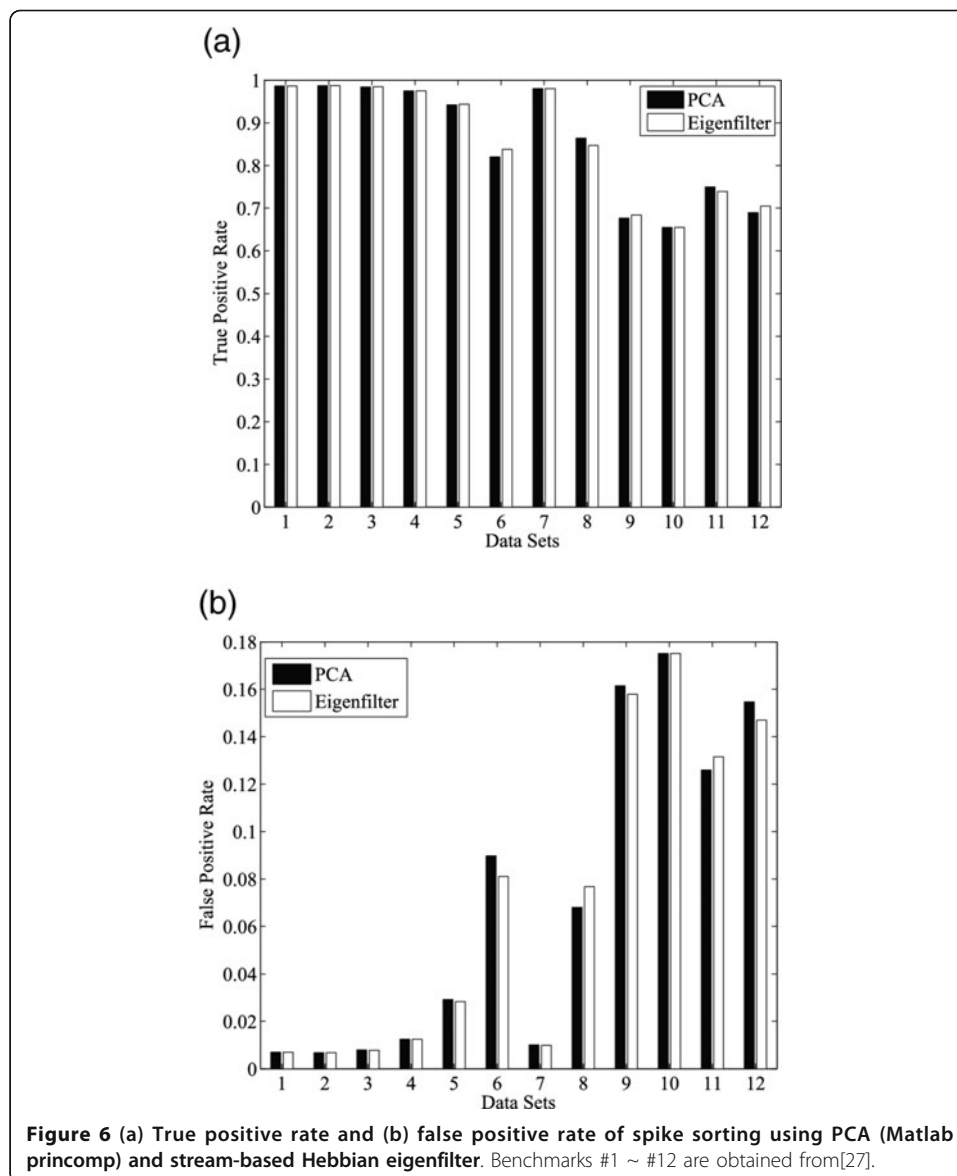 (a)
1
0.9
0.8
0.7
0.6
0.5
0.4
0.3
0.2
0.1
0
True Positive Rate
PCA
Eigenfilter
1 2 3 4 5 6 7 8 9 10 11 12
Data Sets
(b)
0.18
0.16
0.14
0.12
0.1
0.08
0.06
0.04
0.02
0
False Positive Rate
PCA
Eigenfilter
1 2 3 4 5 6 7 8 9 10 11 12
Data Sets
Figure 6 (a) True positive rate and (b) false positive rate of spike sorting using PCA (Matlab
princomp) and stream-based Hebbian eigenfilter. Benchmarks #1 ~ #12 are obtained from[27].